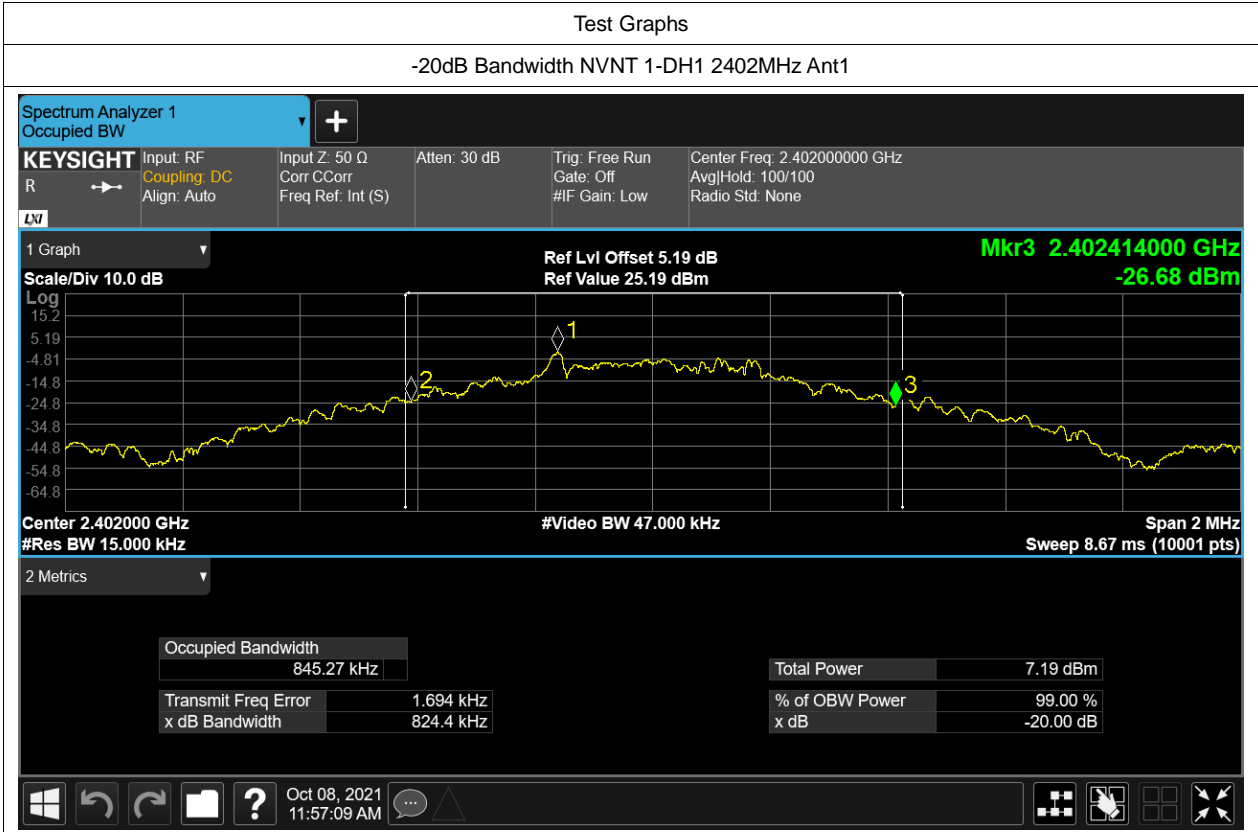 Test Graphs
-20dB Bandwidth NVNT 1-DH1 2402MHz Ant1
Spectrum Analyzer 1
Occupied BW
KEYSIGHT
R
LXI
Input: RF
Coupling: DC
Align: Auto
Input Z: 50 Ω
Corr CCorr
Freq Ref: Int (S)
Atten: 30 dB
Trig: Free Run
Gate: Off
#IF Gain: Low
Center Freq: 2.402000000 GHz
Avg|Hold: 100/100
Radio Std: None
1 Graph
Scale/Div 10.0 dB
Ref Lvl Offset 5.19 dB
Ref Value 25.19 dBm
Mkr3 2.402414000 GHz
-26.68 dBm
Log
15.2
5.19
-4.81
-14.8
-24.8
-34.8
-44.8
-54.8
-64.8
1
2
3
Center 2.402000 GHz
#Res BW 15.000 kHz
#Video BW 47.000 kHz
Span 2 MHz
Sweep 8.67 ms (10001 pts)
2 Metrics
Occupied Bandwidth
845.27 kHz
Transmit Freq Error 1.694 kHz
x dB Bandwidth 824.4 kHz
Total Power 7.19 dBm
% of OBW Power 99.00 %
x dB -20.00 dB
?
Oct 08, 2021
11:57:09 AM